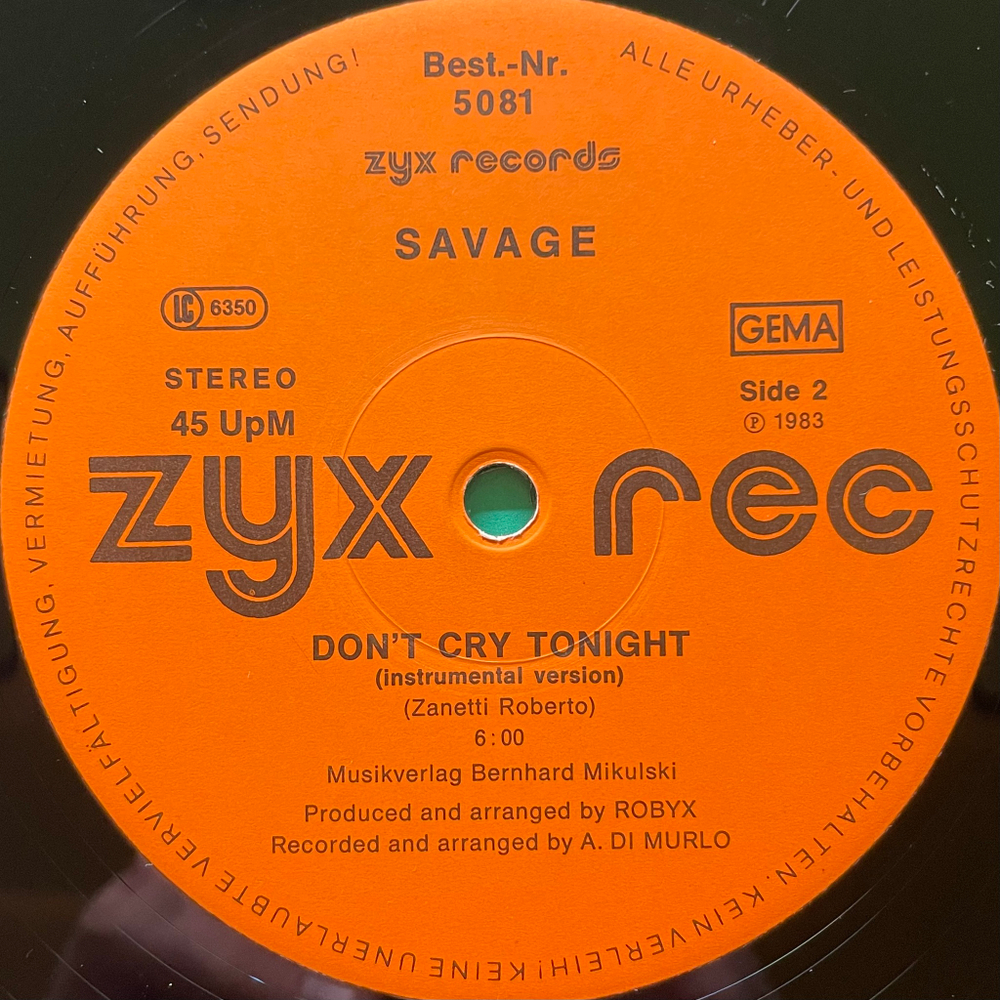 ALLE URHEBER- UND LEISTUNGSSCHUTZRECHTE VORBEHALTEN. KEIN VERLEIH! KEINE UNERLAUBTE VERVIELFÄLTIGUNG, VERMIETUNG, AUFFÜHRUNG, SENDUNG!
Best.-Nr.
5081
zyx records
SAVAGE
LC 6350
GEMA
STEREO
Side 2
45 UpM
℗ 1983
zyx rec
DON'T CRY TONIGHT
(instrumental version)
(Zanetti Roberto)
6:00
Musikverlag Bernhard Mikulski
Produced and arranged by ROBYX
Recorded and arranged by A. DI MURLO